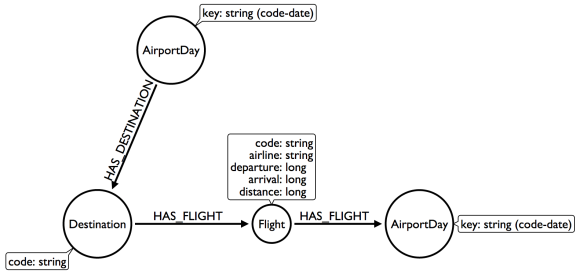 key: string (code-date)
AirportDay
HAS_DESTINATION
code: string
airline: string
departure: long
arrival: long
distance: long
Destination
HAS_FLIGHT
Flight
HAS_FLIGHT
AirportDay
key: string (code-date)
code: string